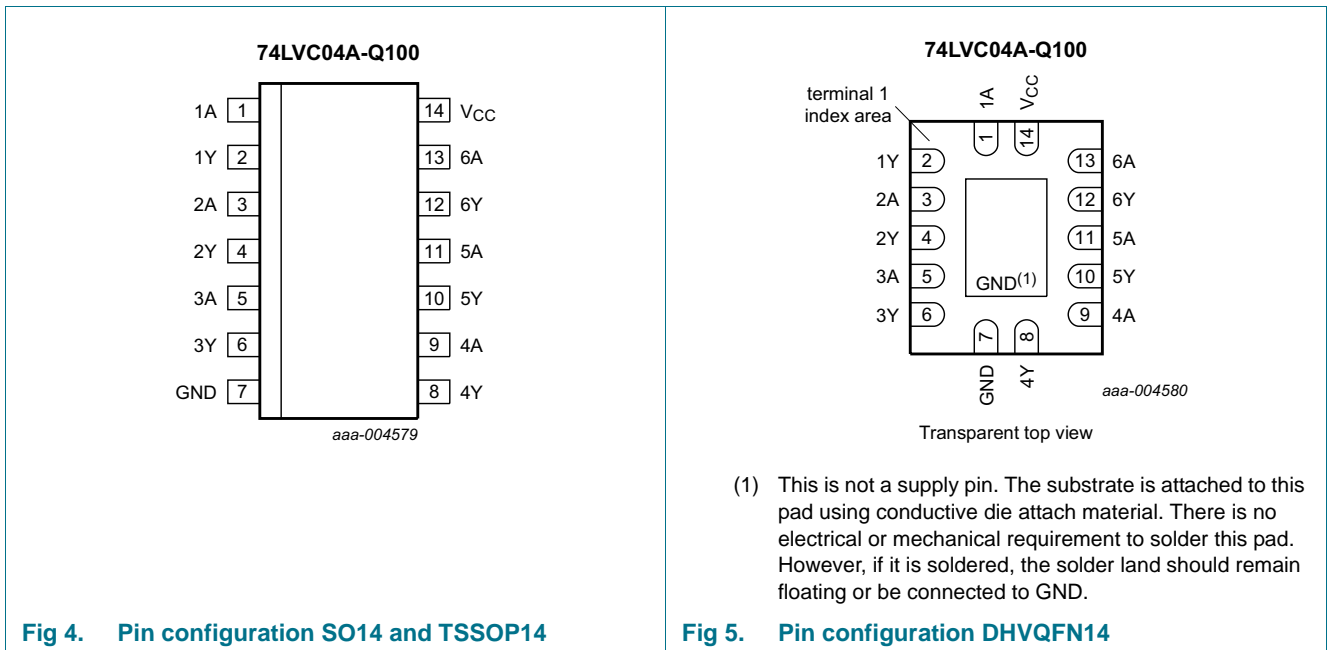 74LVC04A-Q100
1A 1 14 VCC
1Y 2 13 6A
2A 3 12 6Y
2Y 4 11 5A
3A 5 10 5Y
3Y 6 9 4A
GND 7 8 4Y
aaa-004579
Fig 4. Pin configuration SO14 and TSSOP14
74LVC04A-Q100
terminal 1
index area
1A VCC
1 14
1Y 2 13 6A
2A 3 12 6Y
2Y 4 11 5A
3A 5 10 5Y
GND(1)
3Y 6 9 4A
7 8
GND 4Y
aaa-004580
Transparent top view
(1) This is not a supply pin. The substrate is attached to this
pad using conductive die attach material. There is no
electrical or mechanical requirement to solder this pad.
However, if it is soldered, the solder land should remain
floating or be connected to GND.
Fig 5. Pin configuration DHVQFN14